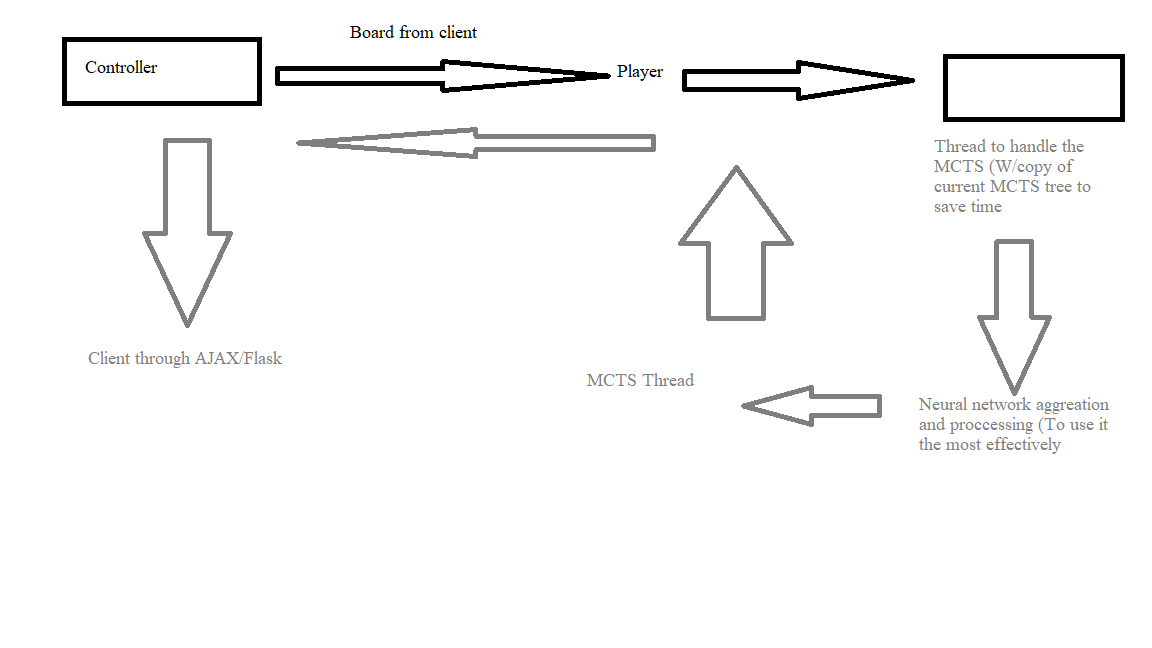 Board from client
Controller
Player
Thread to handle the
MCTS (W/copy of
current MCTS tree to
save time
Client through AJAX/Flask
MCTS Thread
Neural network aggreation
and proccessing (To use it
the most effectively